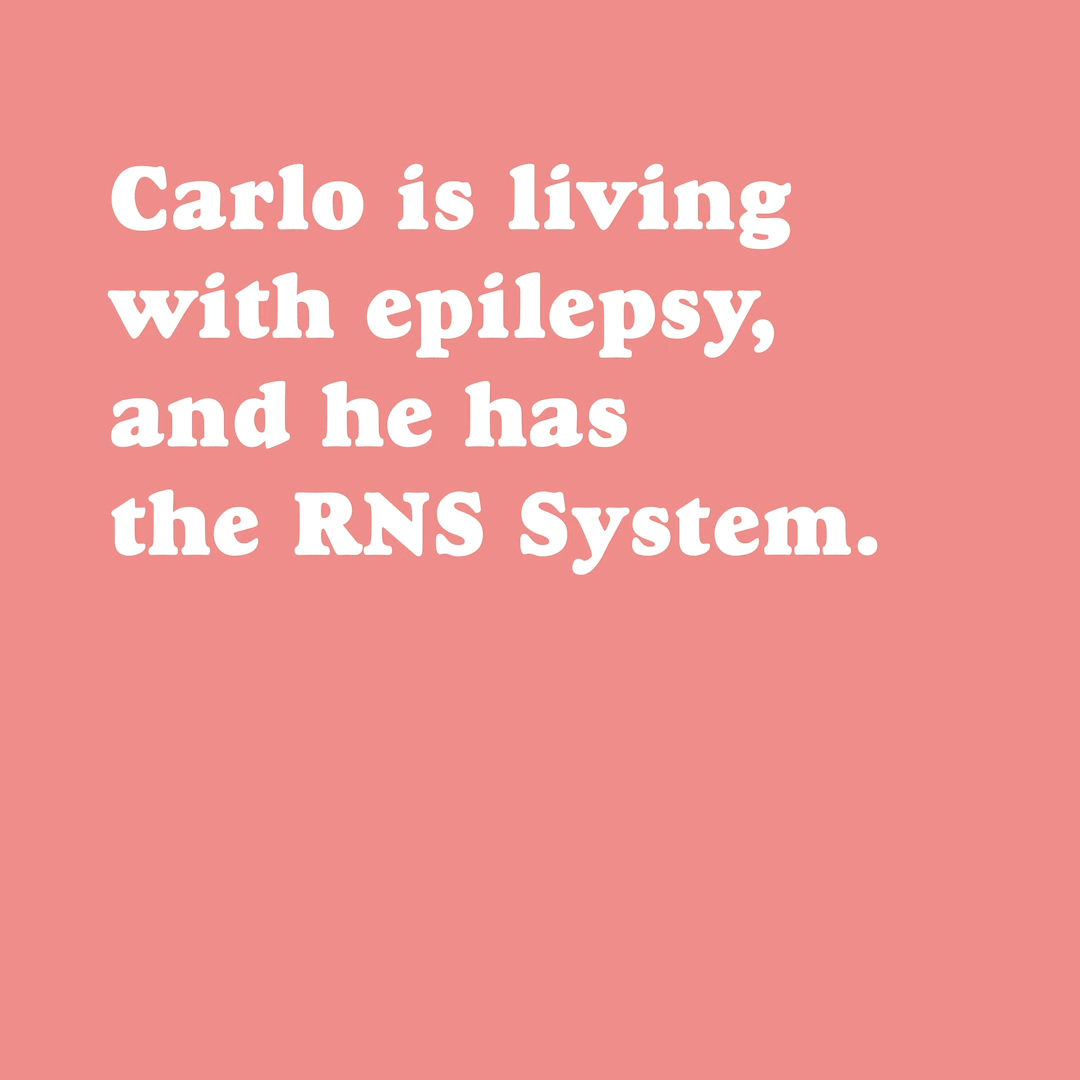 Carlo is living
with epilepsy,
and he has
the RNS System.